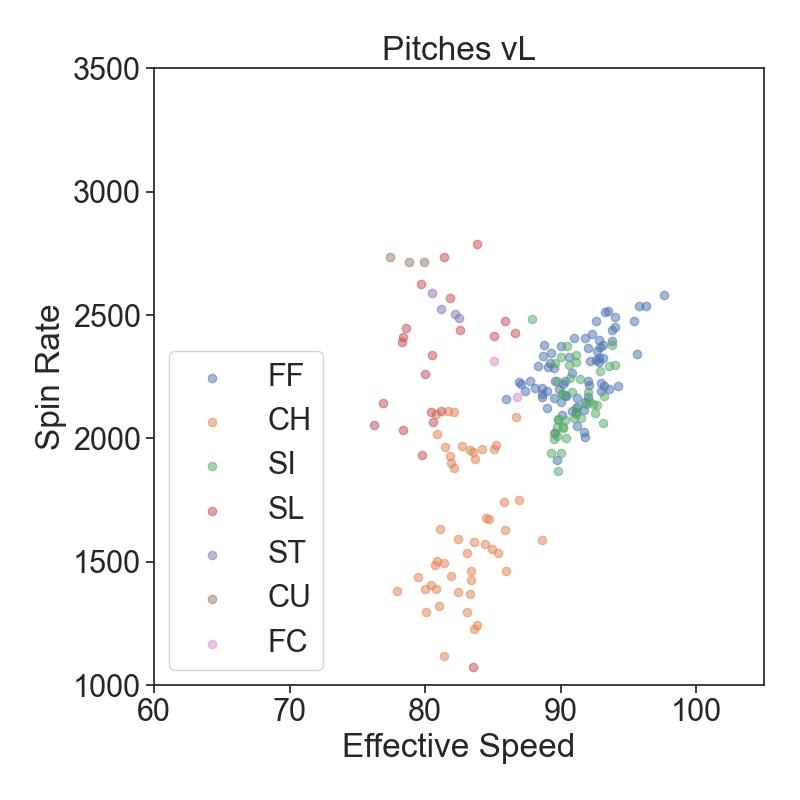 Pitches vL
3500
3000
2500
2000
1500
1000
Spin Rate
FF
CH
SI
SL
ST
CU
FC
60 70 80 90 100
Effective Speed